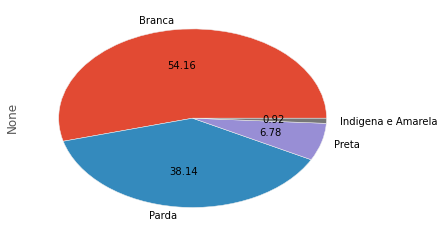 Branca
54.16
None
0.92
Indigena e Amarela
6.78
Preta
38.14
Parda